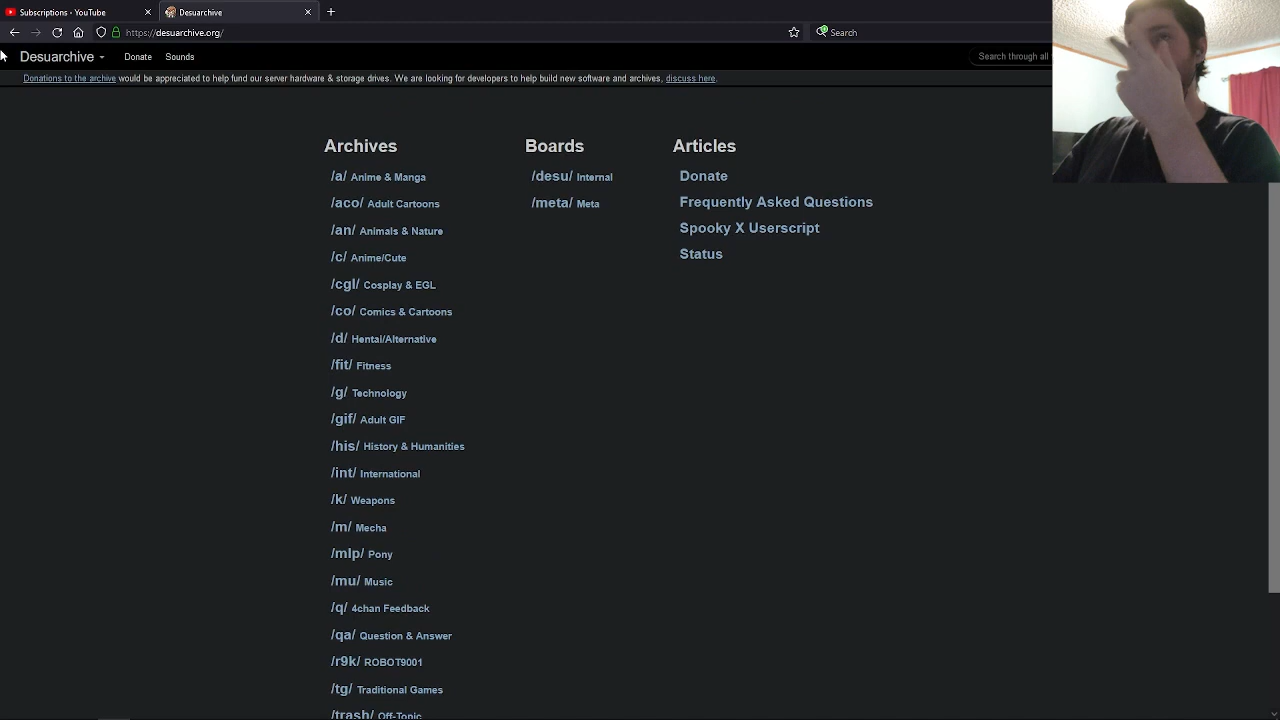 Subscriptions - YouTube
Desuarchive
https://desuarchive.org/
Search
Desuarchive
Donate
Sounds
Search through all
Donations to the archive would be appreciated to help fund our server hardware & storage drives. We are looking for developers to help build new software and archives, discuss here.
Archives
/a/ Anime & Manga
/aco/ Adult Cartoons
/an/ Animals & Nature
/c/ Anime/Cute
/cgl/ Cosplay & EGL
/co/ Comics & Cartoons
/d/ Hentai/Alternative
/fit/ Fitness
/g/ Technology
/gif/ Adult GIF
/his/ History & Humanities
/int/ International
/k/ Weapons
/m/ Mecha
/mlp/ Pony
/mu/ Music
/q/ 4chan Feedback
/qa/ Question & Answer
/r9k/ ROBOT9001
/tg/ Traditional Games
/trash/ Off-Topic
Boards
/desu/ Internal
/meta/ Meta
Articles
Donate
Frequently Asked Questions
Spooky X Userscript
Status